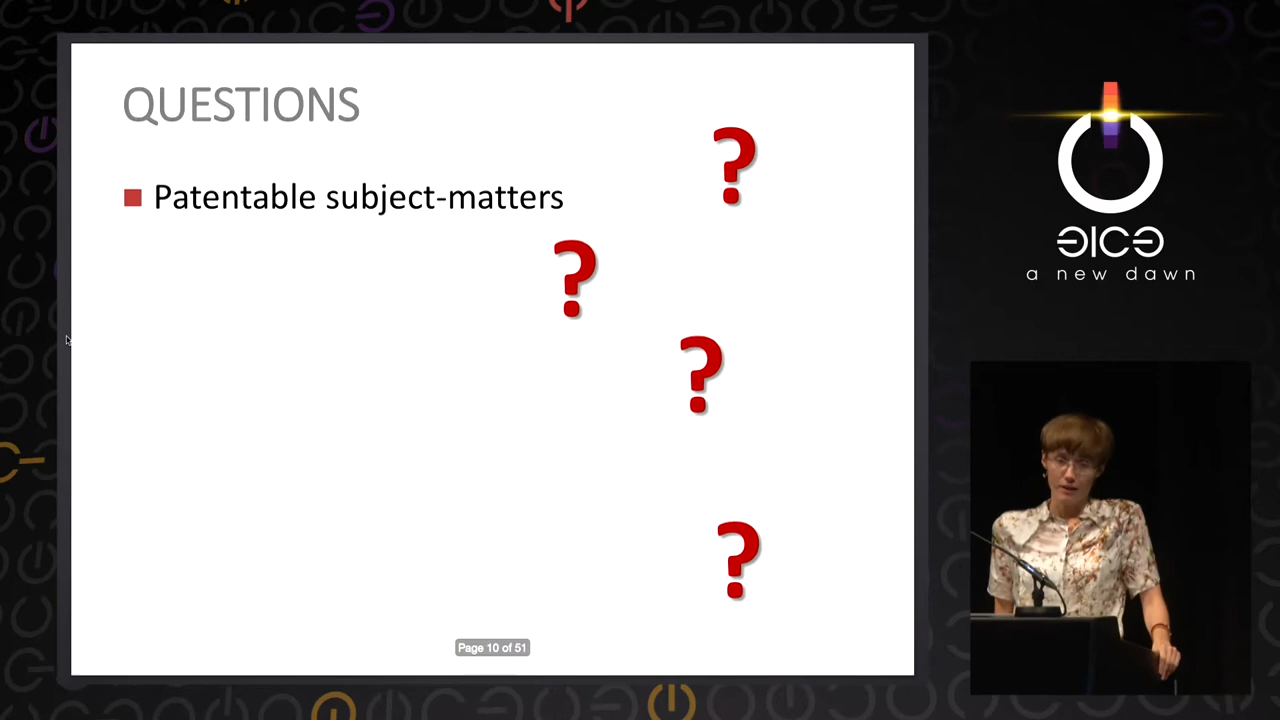 QUESTIONS
Patentable subject-matters
?
?
?
?
Page 10 of 51
ƎICƎ
a new dawn